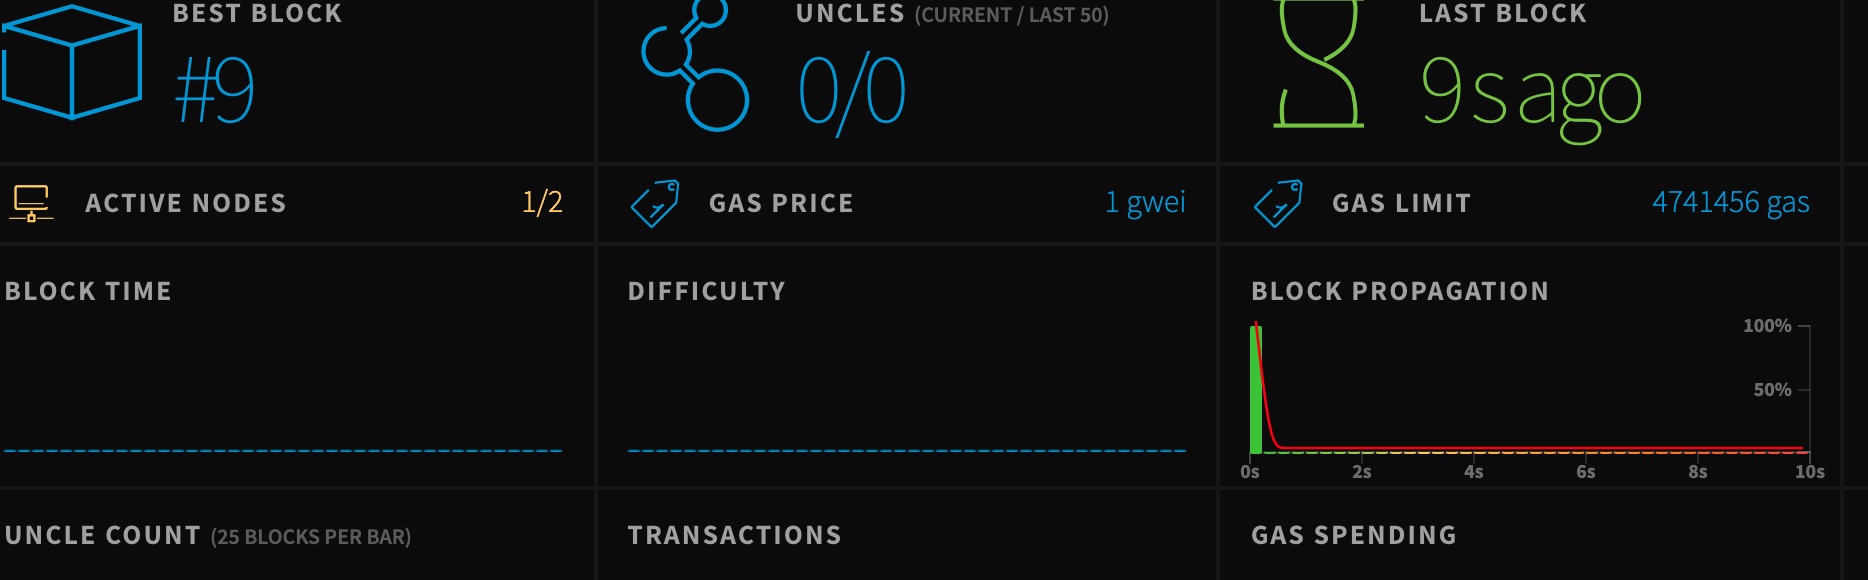 BEST BLOCK
#9
UNCLES (CURRENT / LAST 50)
0/0
LAST BLOCK
9 s ago
ACTIVE NODES 1/2
GAS PRICE 1 gwei
GAS LIMIT 4741456 gas
BLOCK TIME
DIFFICULTY
BLOCK PROPAGATION
100%
50%
0s 2s 4s 6s 8s 10s
UNCLE COUNT (25 BLOCKS PER BAR)
TRANSACTIONS
GAS SPENDING